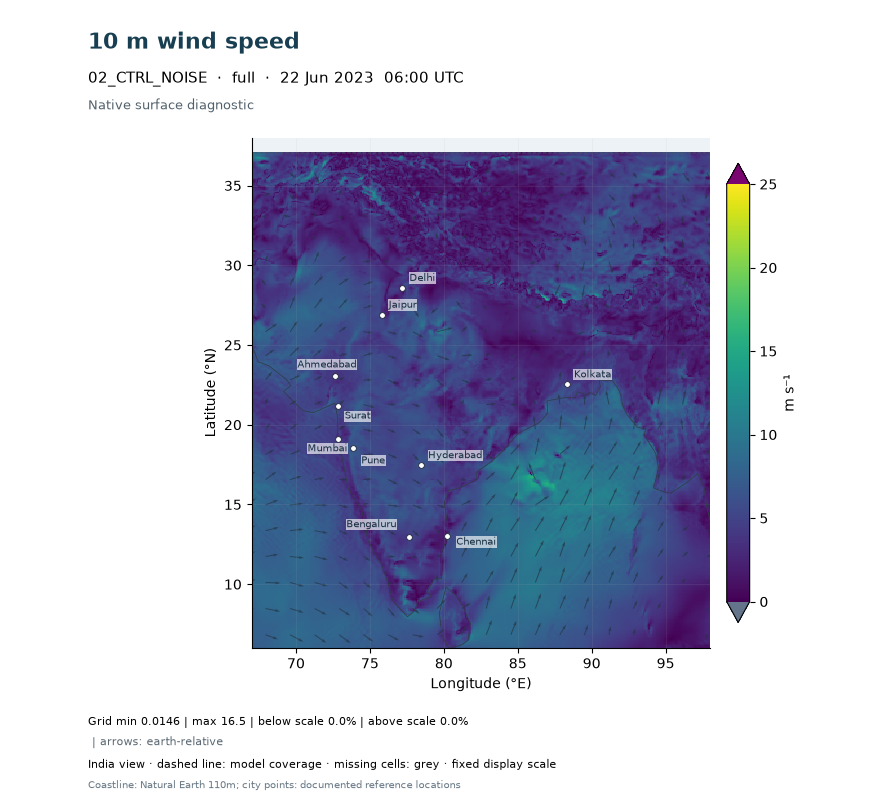 10 m wind speed
02_CTRL_NOISE · full · 22 Jun 2023 06:00 UTC
Native surface diagnostic
35
30
25
20
15
10
Latitude (°N)
Delhi
Jaipur
Ahmedabad
Kolkata
Surat
Mumbai
Pune
Hyderabad
Bengaluru
Chennai
70
75
80
85
90
95
Longitude (°E)
25
20
15
10
5
0
m s⁻¹
Grid min 0.0146 | max 16.5 | below scale 0.0% | above scale 0.0%
| arrows: earth-relative
India view · dashed line: model coverage · missing cells: grey · fixed display scale
Coastline: Natural Earth 110m; city points: documented reference locations